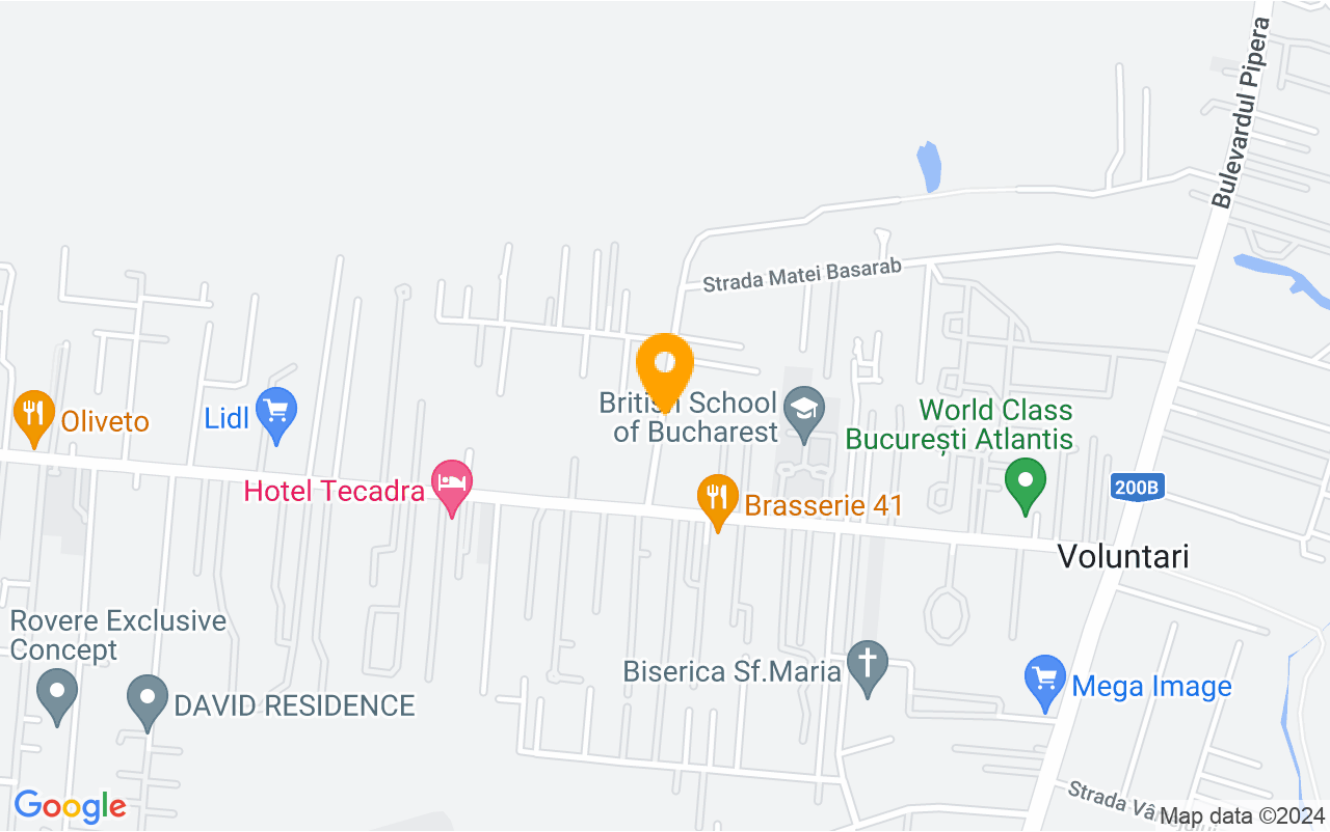 Bulevardul Pipera
Strada Matei Basarab
British School
of Bucharest
World Class
București Atlantis
Oliveto
Lidl
Hotel Tecadra
Brasserie 41
200B
Voluntari
Rovere Exclusive
Concept
DAVID RESIDENCE
Biserica Sf.Maria
Mega Image
Strada
Google
Map data ©2024